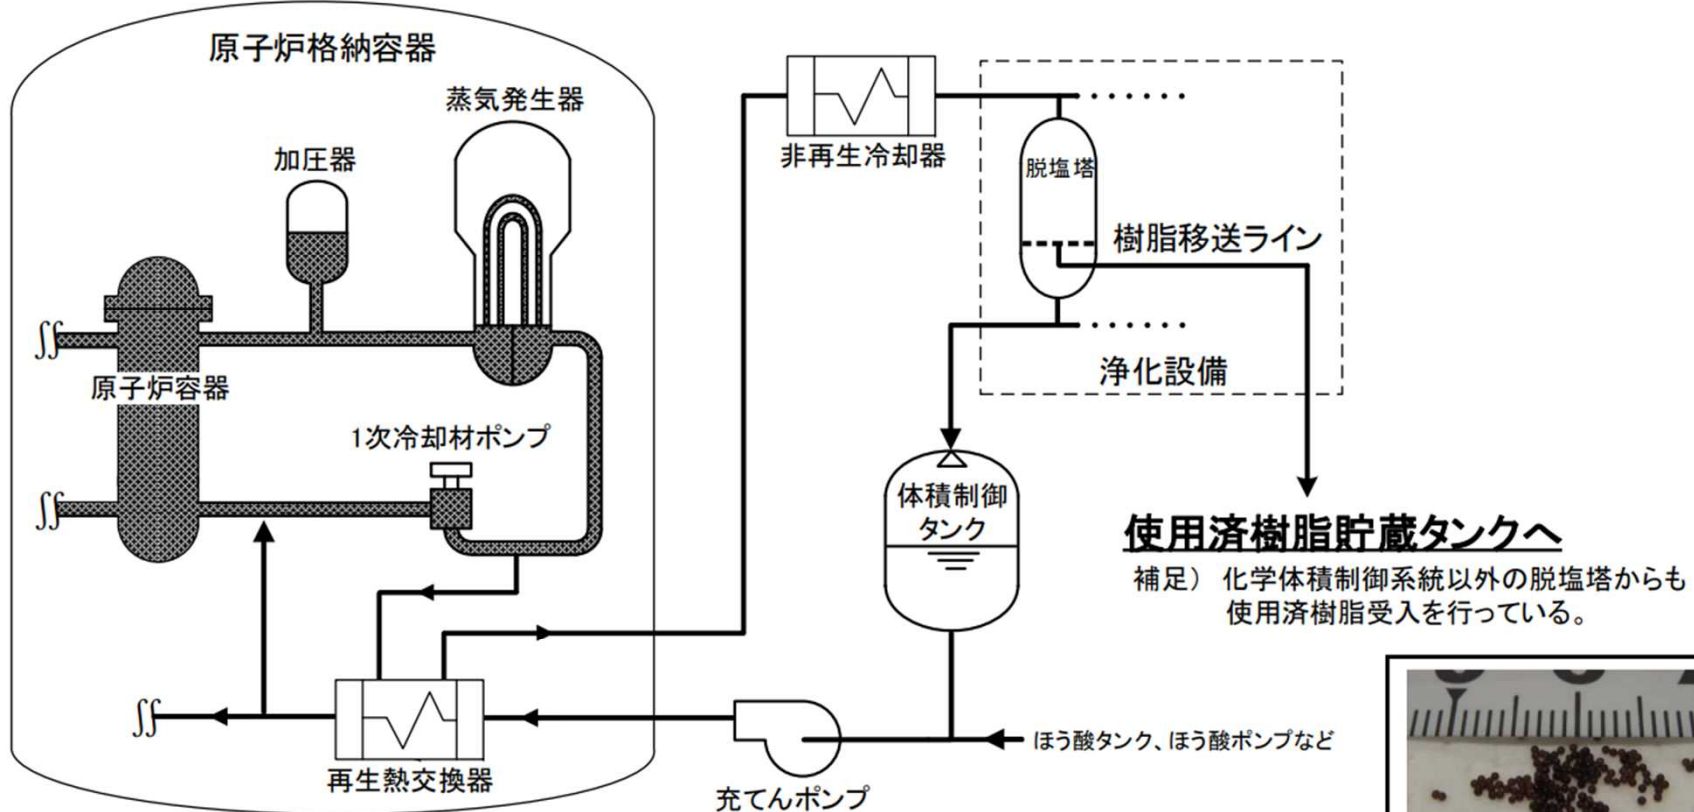 原子炉格納容器
蒸気発生器
加圧器
原子炉容器
1次冷却材ポンプ
再生熱交換器
非再生冷却器
脱塩塔
樹脂移送ライン
浄化設備
体積制御
タンク
使用済樹脂貯蔵タンクへ
補足） 化学体積制御系統以外の脱塩塔からも
使用済樹脂受入を行っている。
ほう酸タンク、ほう酸ポンプなど
充てんポンプ